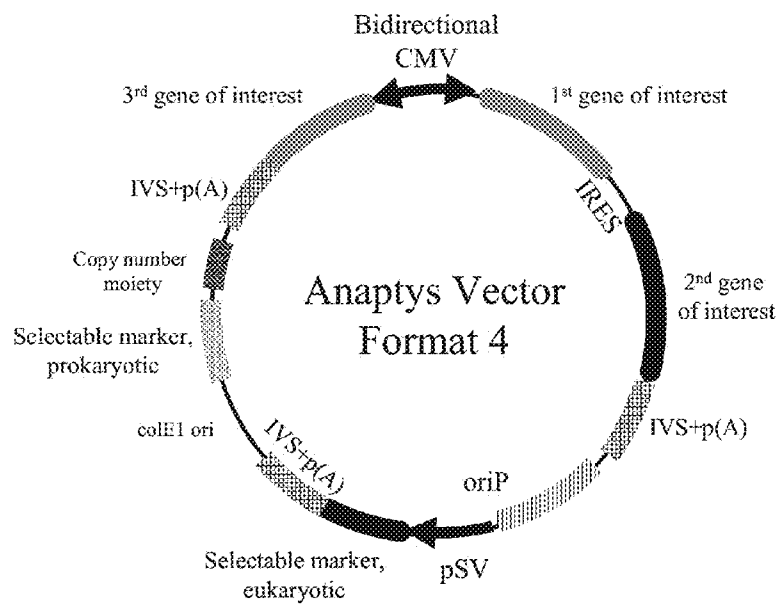 Bidirectional
CMV
3rd gene of interest
1st gene of interest
IVS+p(A)
IRES
Copy number
moiety
Anaptys Vector
Format 4
2nd gene
of interest
Selectable marker,
prokaryotic
colE1 ori
IVS+p(A)
IVS+p(A)
oriP
pSV
Selectable marker,
eukaryotic